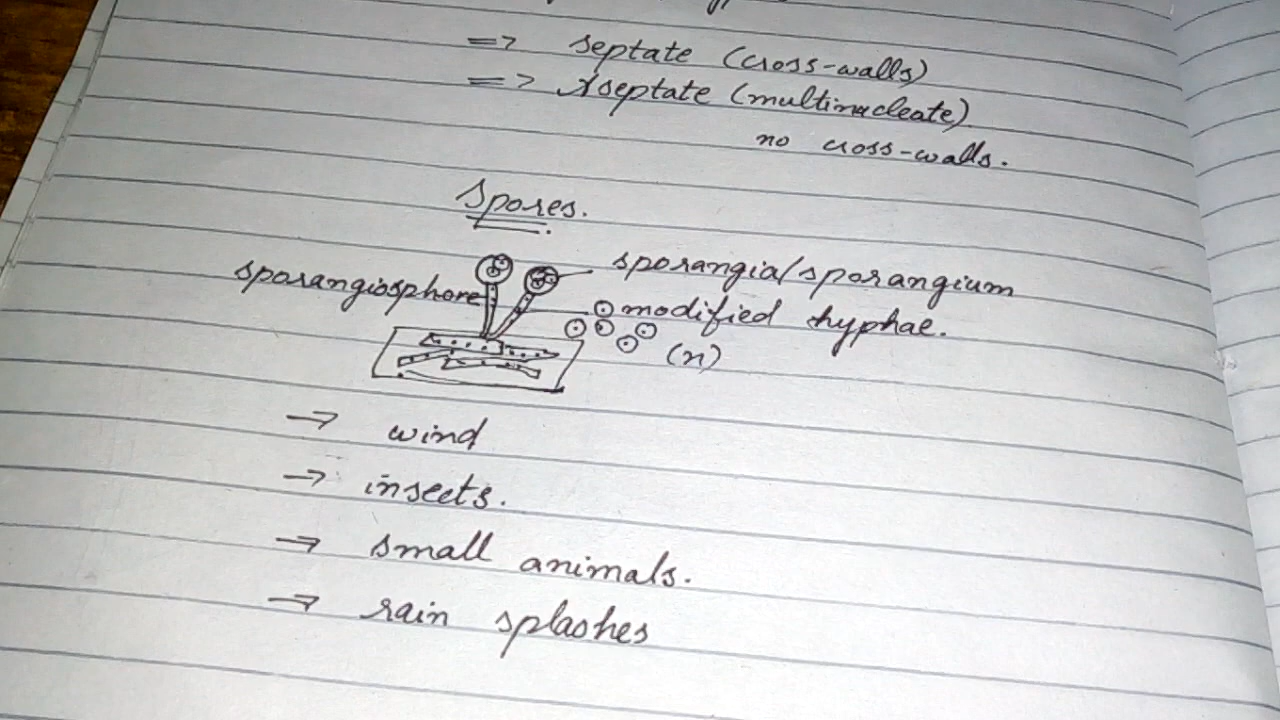 => septate (cross-walls)
=> septate (multinucleate)
no cross-walls.
Spores.
sporangiosphore
sporangia/sporangium
modified hyphae.
(n)
→ wind
→ insects.
→ small animals.
→ rain splashes